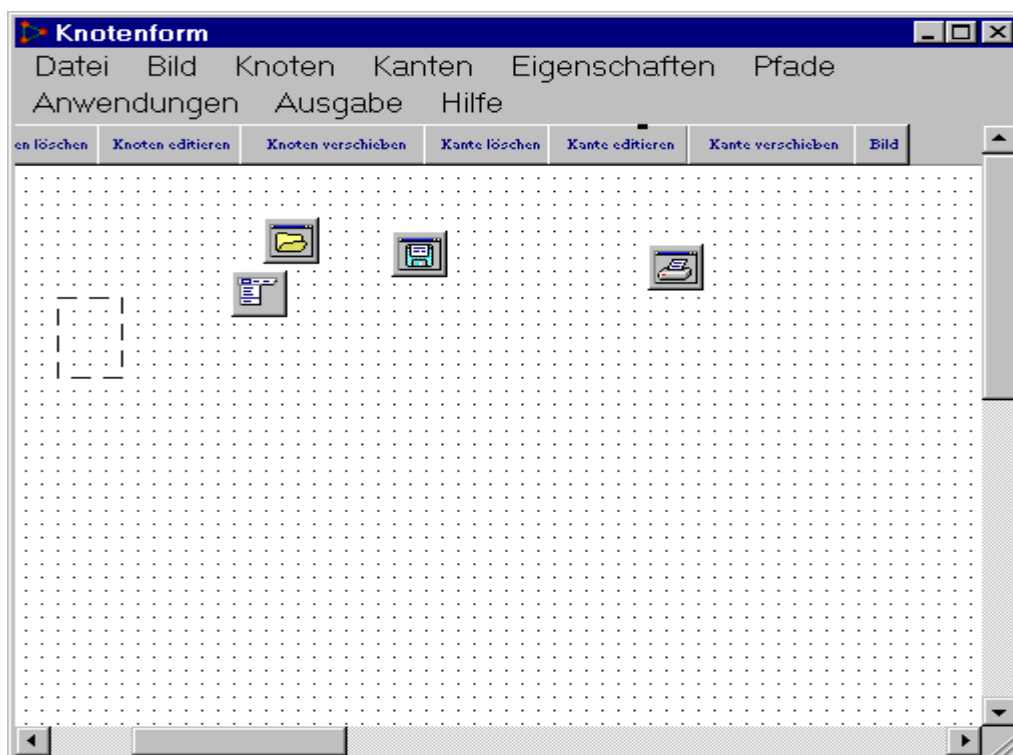 Knotenform
Datei Bild Knoten Kanten Eigenschaften Pfade
Anwendungen Ausgabe Hilfe
en löschen Knoten editieren Knoten verschieben Kante löschen Kante editieren Kante verschieben Bild